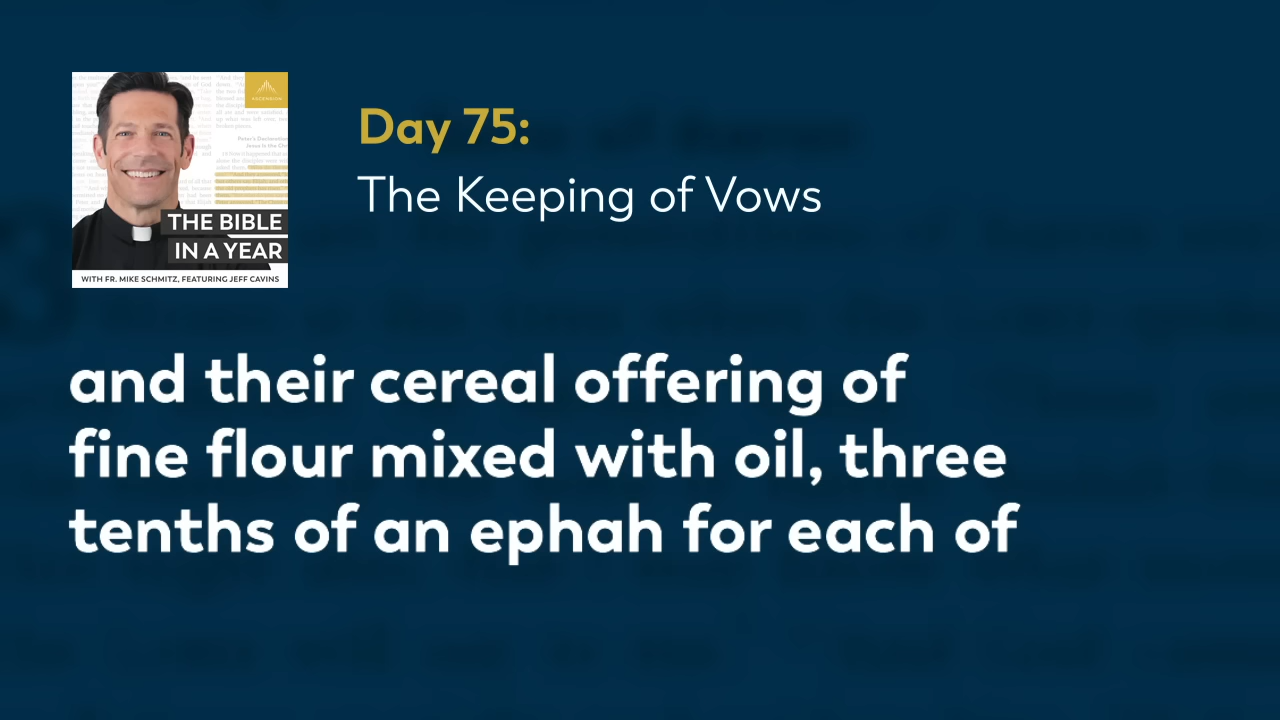 ASCENSION
THE BIBLE
IN A YEAR
WITH FR. MIKE SCHMITZ, FEATURING JEFF CAVINS
Day 75:
The Keeping of Vows
and their cereal offering of
fine flour mixed with oil, three
tenths of an ephah for each of